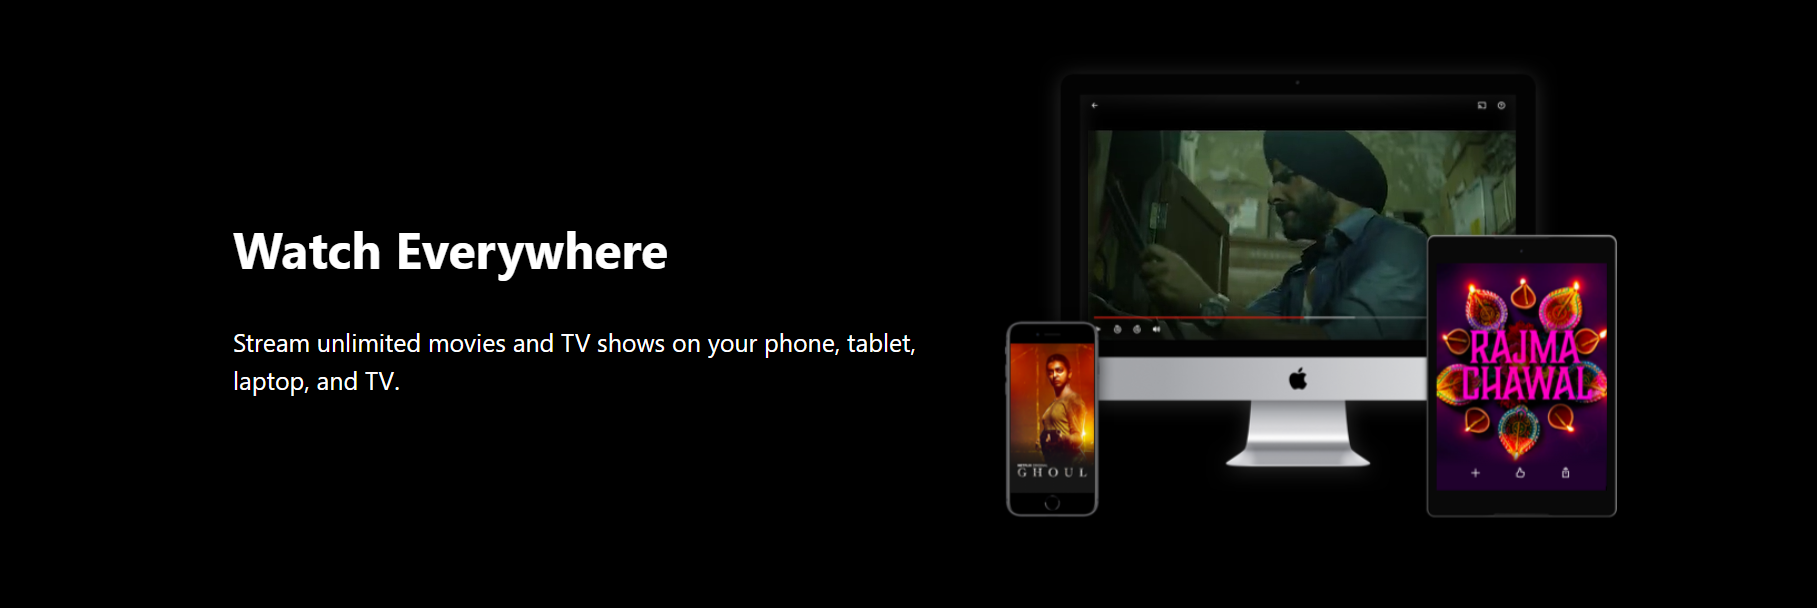 Watch Everywhere
Stream unlimited movies and TV shows on your phone, tablet,
laptop, and TV.
GHOUL
RAJMA
CHAWAL